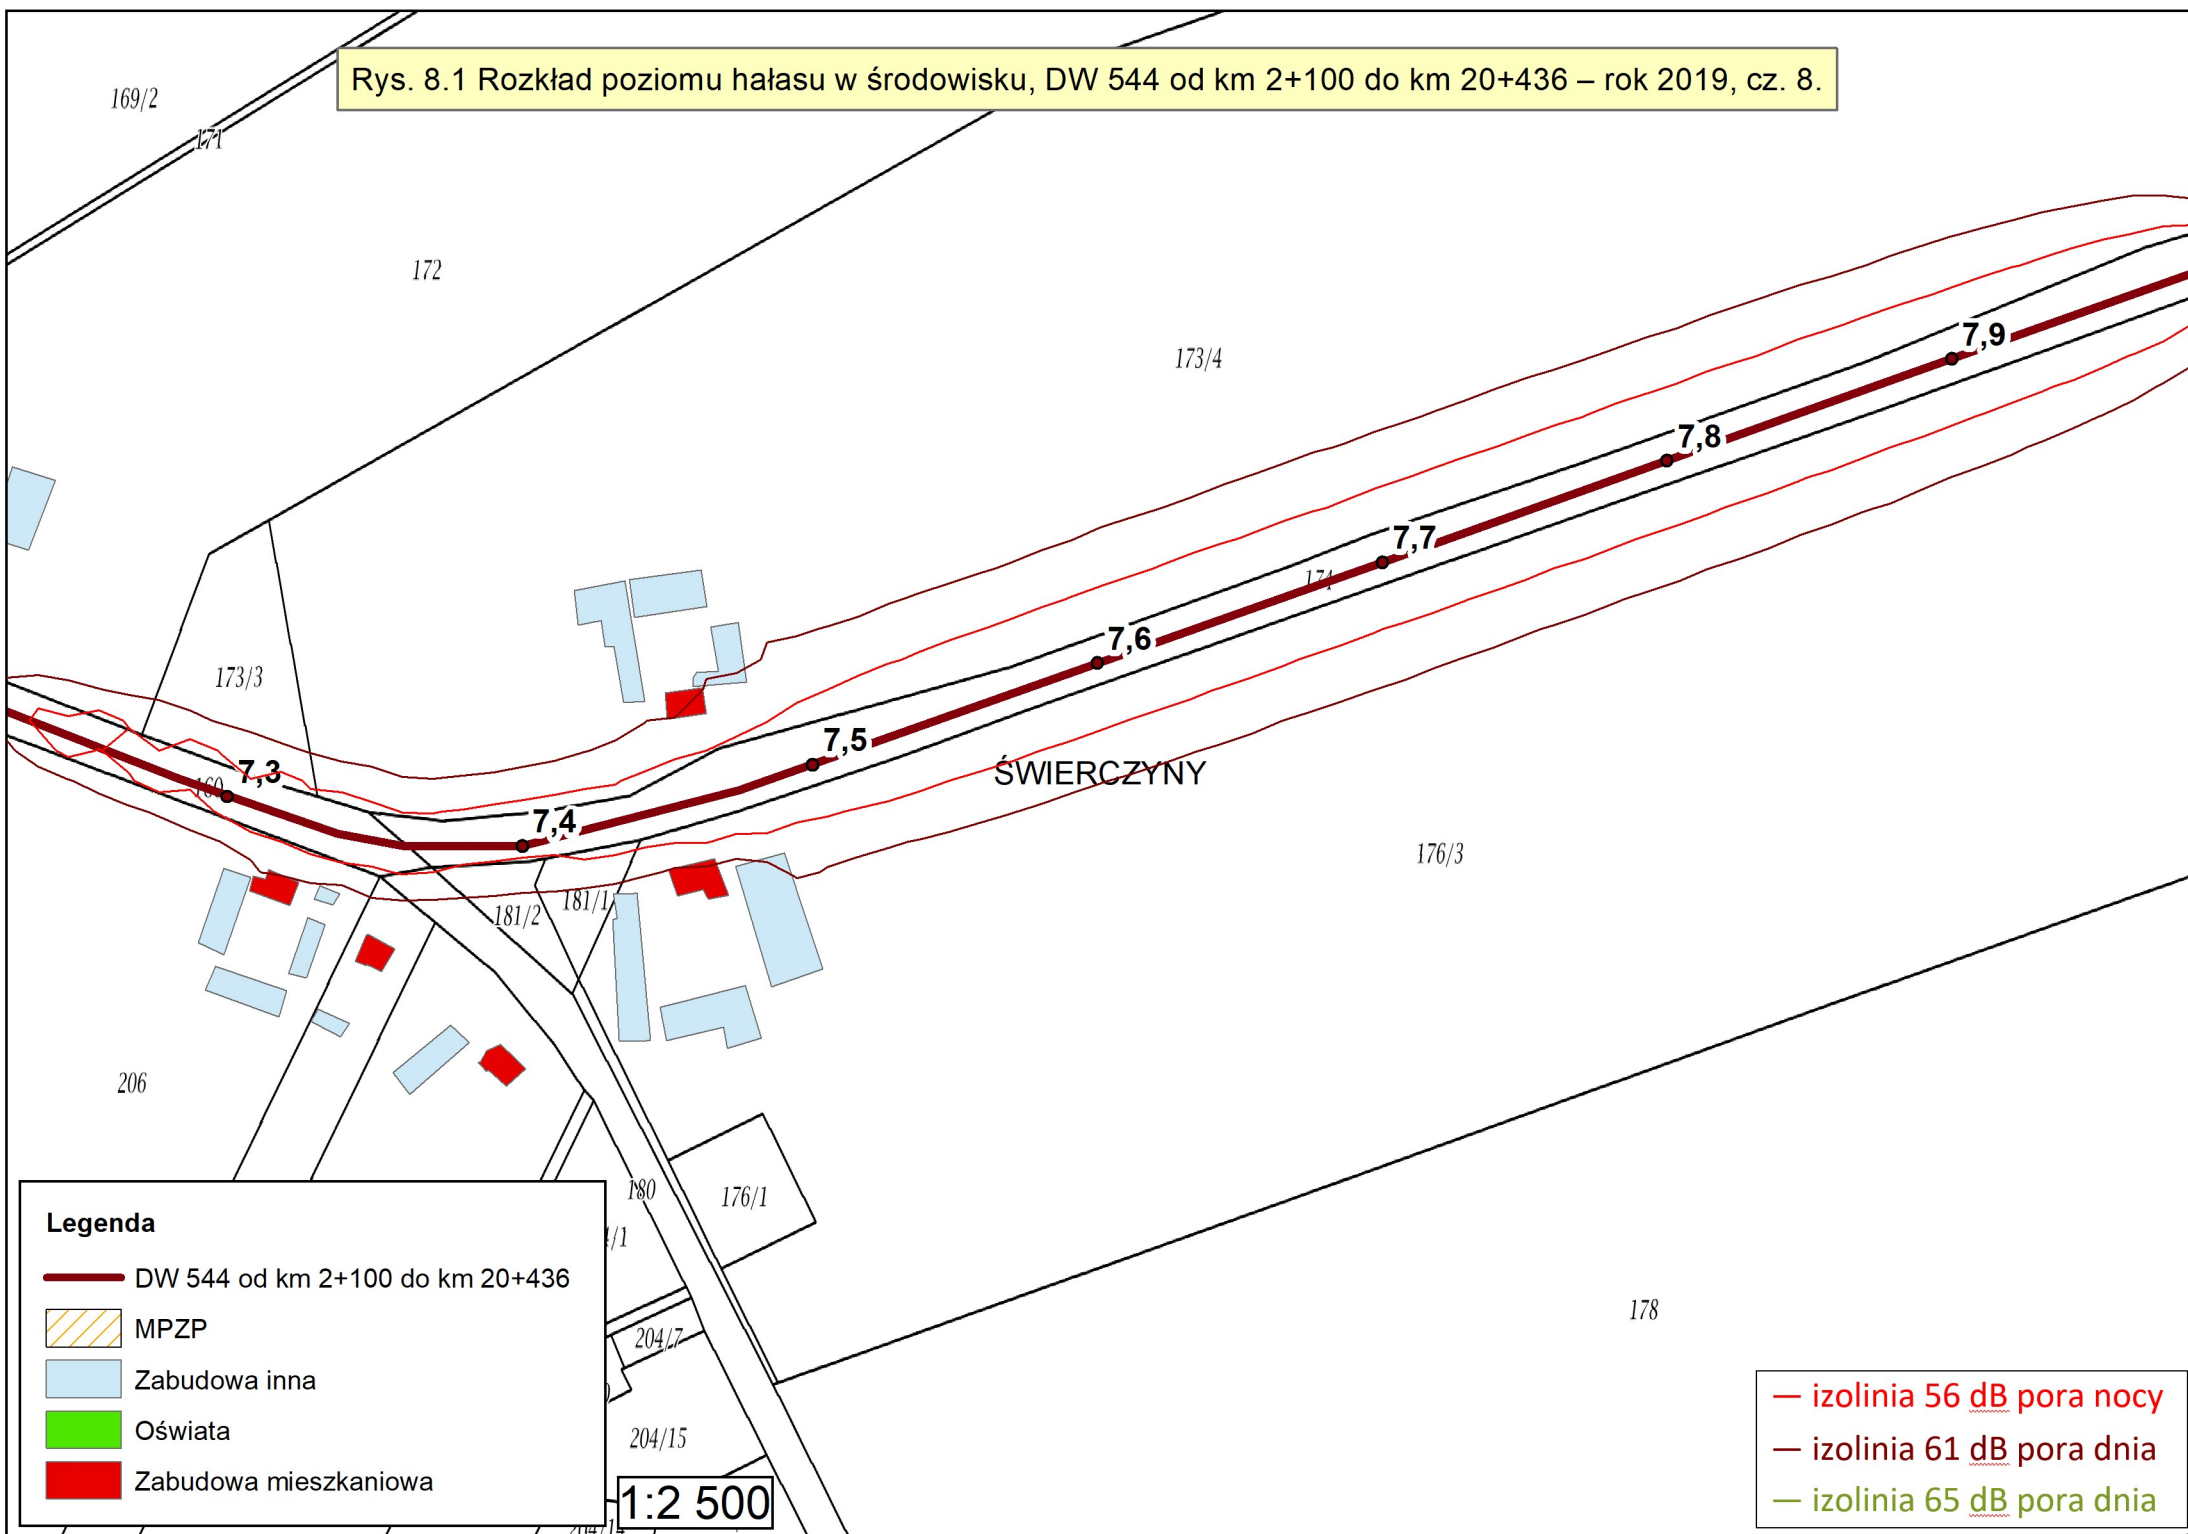 Rys. 8.1 Rozkład poziomu hałasu w środowisku, DW 544 od km 2+100 do km 20+436 – rok 2019, cz. 8.
169/2
171
172
173/4
7,9
7,8
7,7
174
7,6
173/3
7,5
7,3
160
ŚWIERCZYNY
7,4
176/3
181/1
181/2
206
180
176/1
/1
178
204/7
204/15
204/14
Legenda
DW 544 od km 2+100 do km 20+436
MPZP
Zabudowa inna
Oświata
Zabudowa mieszkaniowa
1:2 500
izolinia 56 dB pora nocy
izolinia 61 dB pora dnia
izolinia 65 dB pora dnia